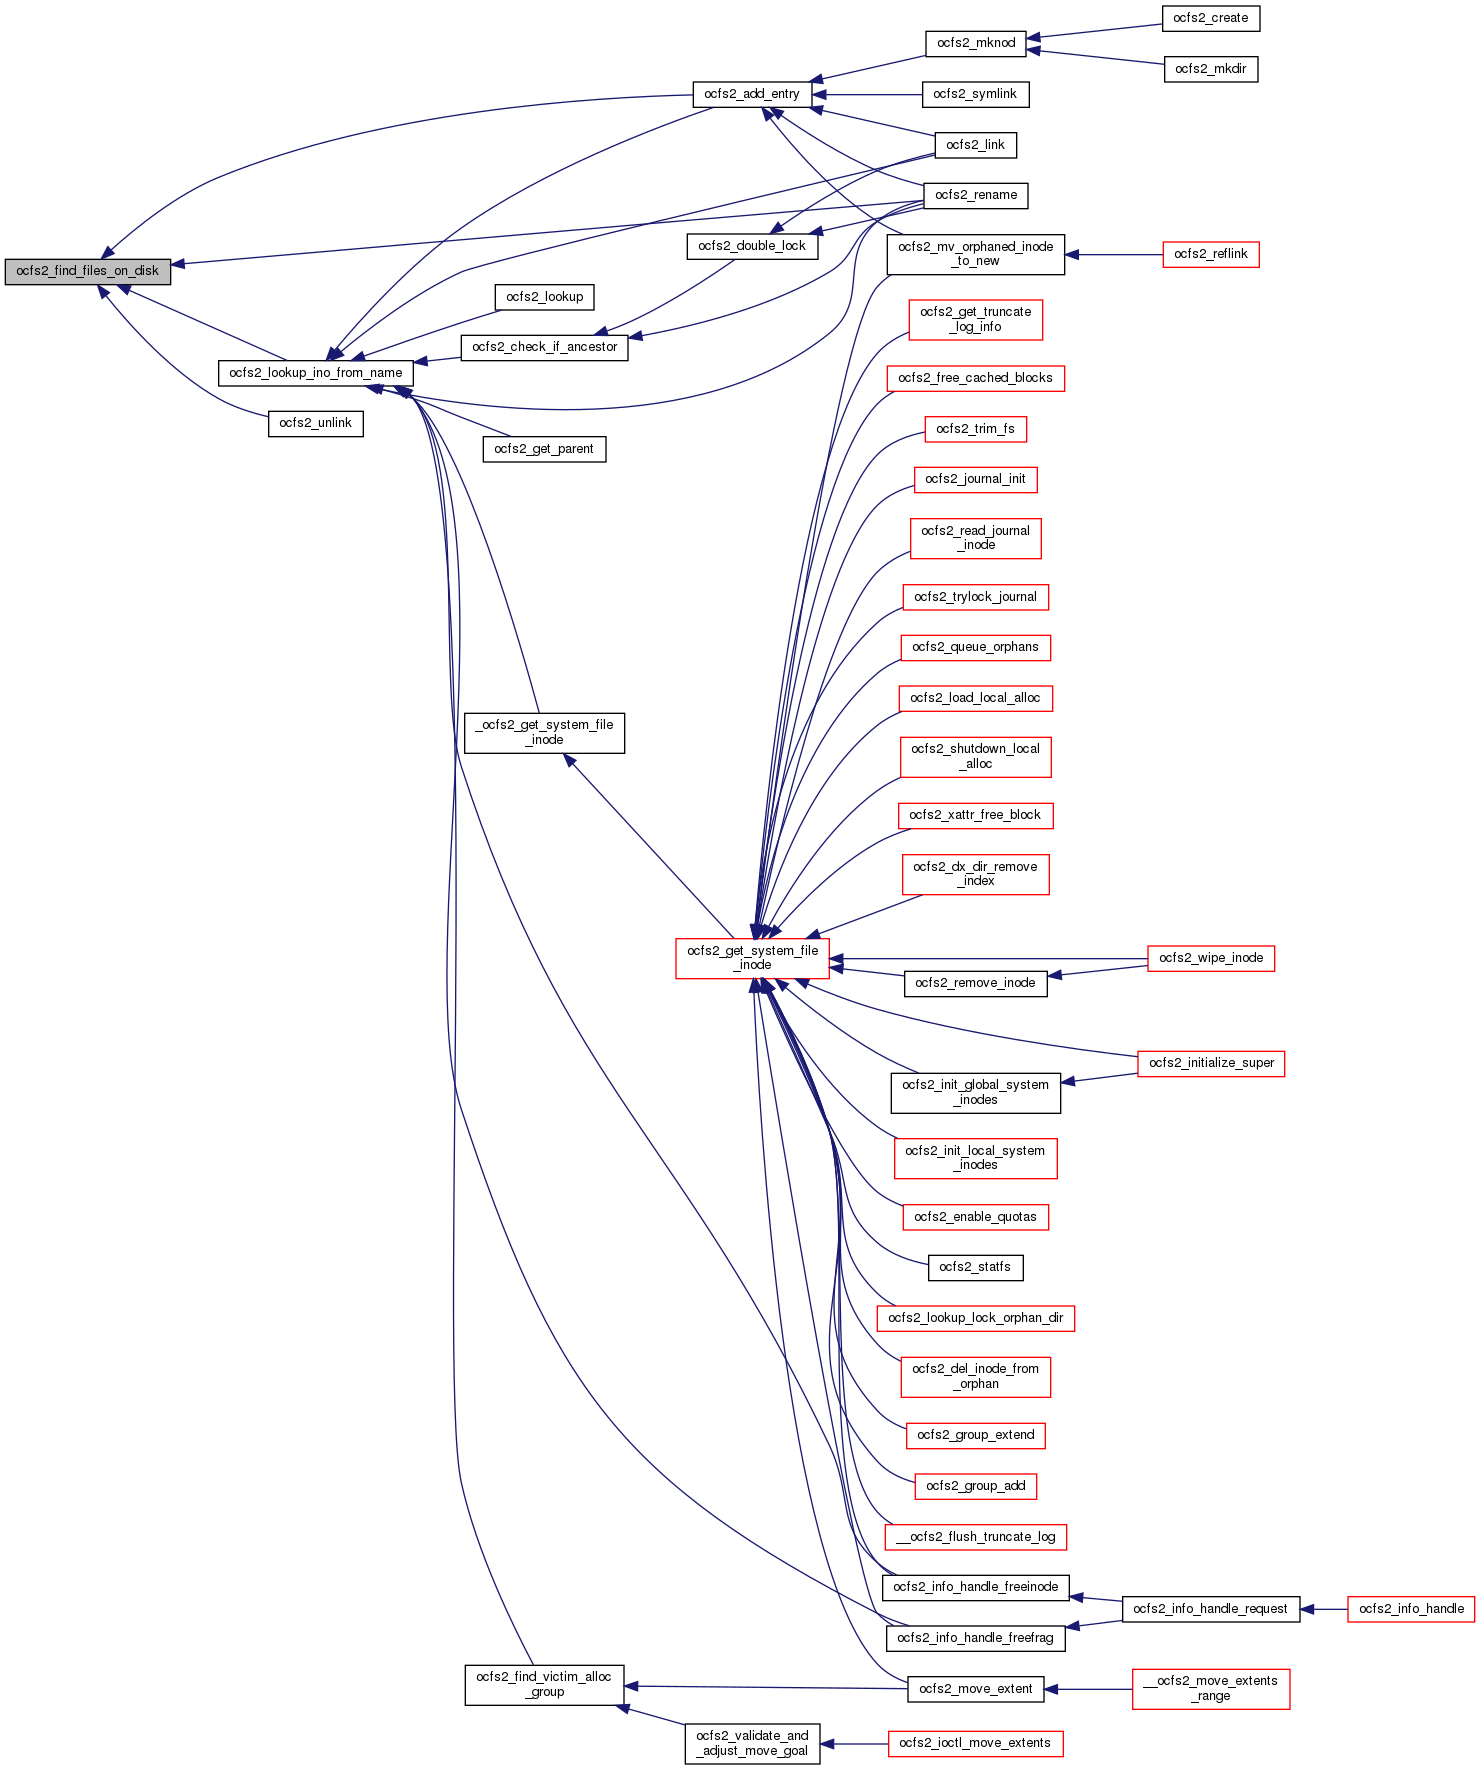 ocfs2_create
ocfs2_mknod
ocfs2_mkdir
ocfs2_add_entry
ocfs2_symlink
ocfs2_link
ocfs2_rename
ocfs2_double_lock
ocfs2_mv_orphaned_inode
_to_new
ocfs2_reflink
ocfs2_find_files_on_disk
ocfs2_lookup
ocfs2_get_truncate
_log_info
ocfs2_check_if_ancestor
ocfs2_lookup_ino_from_name
ocfs2_free_cached_blocks
ocfs2_unlink
ocfs2_trim_fs
ocfs2_get_parent
ocfs2_journal_init
ocfs2_read_journal
_inode
ocfs2_trylock_journal
ocfs2_queue_orphans
ocfs2_load_local_alloc
_ocfs2_get_system_file
_inode
ocfs2_shutdown_local
_alloc
ocfs2_xattr_free_block
ocfs2_dx_dir_remove
_index
ocfs2_get_system_file
_inode
ocfs2_wipe_inode
ocfs2_remove_inode
ocfs2_initialize_super
ocfs2_init_global_system
_inodes
ocfs2_init_local_system
_inodes
ocfs2_enable_quotas
ocfs2_statfs
ocfs2_lookup_lock_orphan_dir
ocfs2_del_inode_from
_orphan
ocfs2_group_extend
ocfs2_group_add
__ocfs2_flush_truncate_log
ocfs2_info_handle_freeinode
ocfs2_info_handle_request
ocfs2_info_handle
ocfs2_info_handle_freefrag
ocfs2_find_victim_alloc
_group
ocfs2_move_extent
__ocfs2_move_extents
_range
ocfs2_validate_and
_adjust_move_goal
ocfs2_ioctl_move_extents